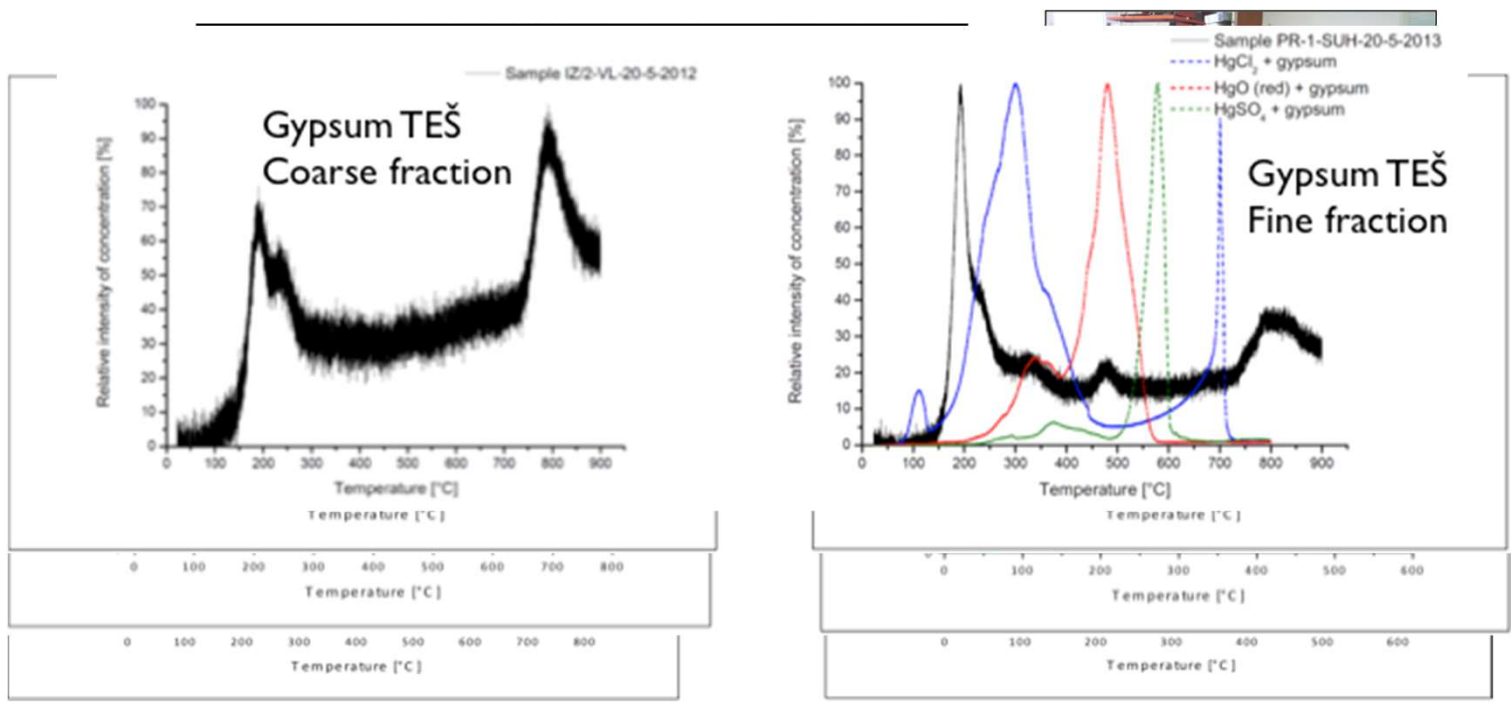 Sample IZ/2-VL-20-5-2012
Gypsum TEŠ
Coarse fraction
Relative intensity of concentration [%]
100
90
80
70
60
50
40
30
20
10
0
0 100 200 300 400 500 600 700 800 900
Temperature [°C]
Temperature [°C]
0 100 200 300 400 500 600 700 800
Temperature [°C]
0 100 200 300 400 500 600 700 800
Temperature [°C]
Sample PR-1-SUH-20-5-2013
HgCl2 + gypsum
HgO (red) + gypsum
HgSO4 + gypsum
Gypsum TEŠ
Fine fraction
Relative intensity of concentration [%]
100
90
80
70
60
50
40
30
20
10
0
0 100 200 300 400 500 600 700 800 900
Temperature [°C]
Temperature [°C]
0 100 200 300 400 500 600
Temperature [°C]
0 100 200 300 400 500 600
Temperature [°C]